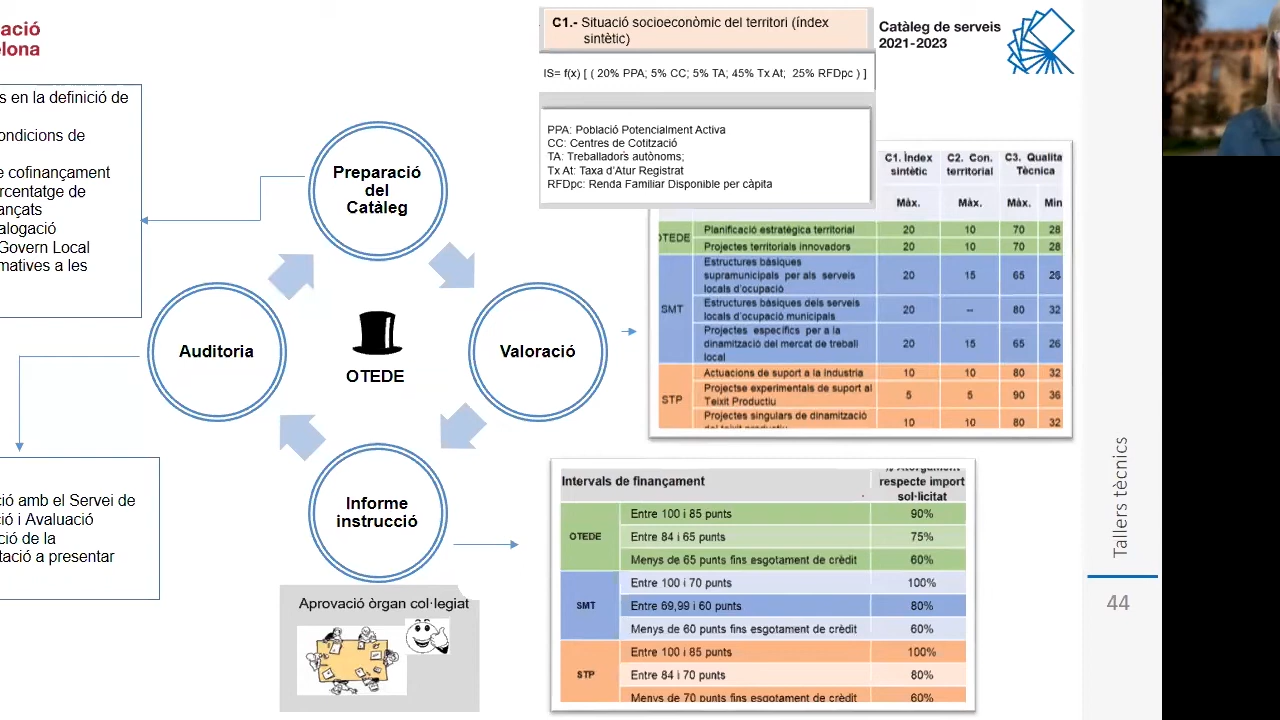 ació
elona
s en la definició de
ondicions de
e cofinançament
rcentatge de
nçats
alogació
Govern Local
matives a les
Preparació
del
Catàleg
Auditoria
OTEDE
Valoració
Informe
instrucció
ció amb el Servei de
ció i Avaluació
ció de la
tació a presentar
Aprovació òrgan col·legiat
C1.- Situació socioeconòmic del territori (índex
sintètic)
IS= f(x) [ ( 20% PPA; 5% CC; 5% TA; 45% Tx At; 25% RFDpc ) ]
PPA: Població Potencialment Activa
CC: Centres de Cotització
TA: Treballadors autònoms;
Tx At: Taxa d'Atur Registrat
RFDpc: Renda Familiar Disponible per càpita
Catàleg de serveis
2021-2023
C1. Índex sintètic C2. Con. territorial C3. Qualita Tècnica
Màx. Màx. Màx. Min
OTEDE
Planificació estratègica territorial 20 10 70 28
Projectes territorials innovadors 20 10 70 28
SMT
Estructures bàsiques
supramunicipals per als serveis
locals d'ocupació 20 15 65 26
Estructures bàsiques dels serveis
locals d'ocupació municipals 20 -- 80 32
Projectes específics per a la
dinamització del mercat de treball
local 20 15 65 26
STP
Actuacions de suport a la industria 10 10 80 32
Projectse experimentals de suport al
Teixit Productiu 5 5 90 36
Projectes singulars de dinamització
del teixit productiu 10 10 80 32
Intervals de finançament % Atorgament
respecte import
sol·licitat
OTEDE
Entre 100 i 85 punts 90%
Entre 84 i 65 punts 75%
Menys de 65 punts fins esgotament de crèdit 60%
SMT
Entre 100 i 70 punts 100%
Entre 69,99 i 60 punts 80%
Menys de 60 punts fins esgotament de crèdit 60%
STP
Entre 100 i 85 punts 100%
Entre 84 i 70 punts 80%
Menys de 70 punts fins esgotament de crèdit 60%
Tallers tècnics
44